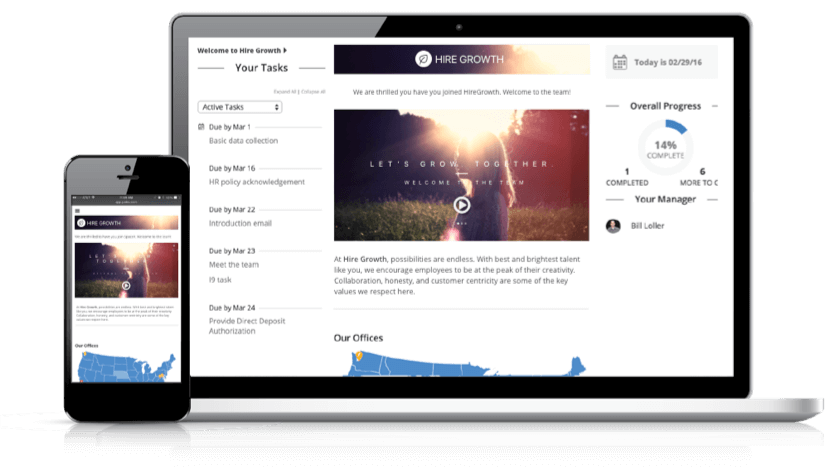 Welcome to Hire Growth
Your Tasks
Expand All | Collapse All
Active Tasks
Due by Mar 1
Basic data collection
Due by Mar 16
HR policy acknowledgement
Due by Mar 22
Introduction email
Due by Mar 23
Meet the team
I9 task
Due by Mar 24
Provide Direct Deposit
Authorization
HIRE GROWTH
We are thrilled you have you joined HireGrowth. Welcome to the team!
LET'S GROW. TOGETHER.
WELCOME TO THE TEAM
At Hire Growth, possibilities are endless. With best and brightest talent
like you, we encourage employees to be at the peak of their creativity.
Collaboration, honesty, and customer centricity are some of the key
values we respect here.
Our Offices
Today is 02/29/16
Overall Progress
14%
COMPLETE
1
COMPLETED
6
MORE TO C
Your Manager
Bill Loller
HIRE GROWTH
Our Offices